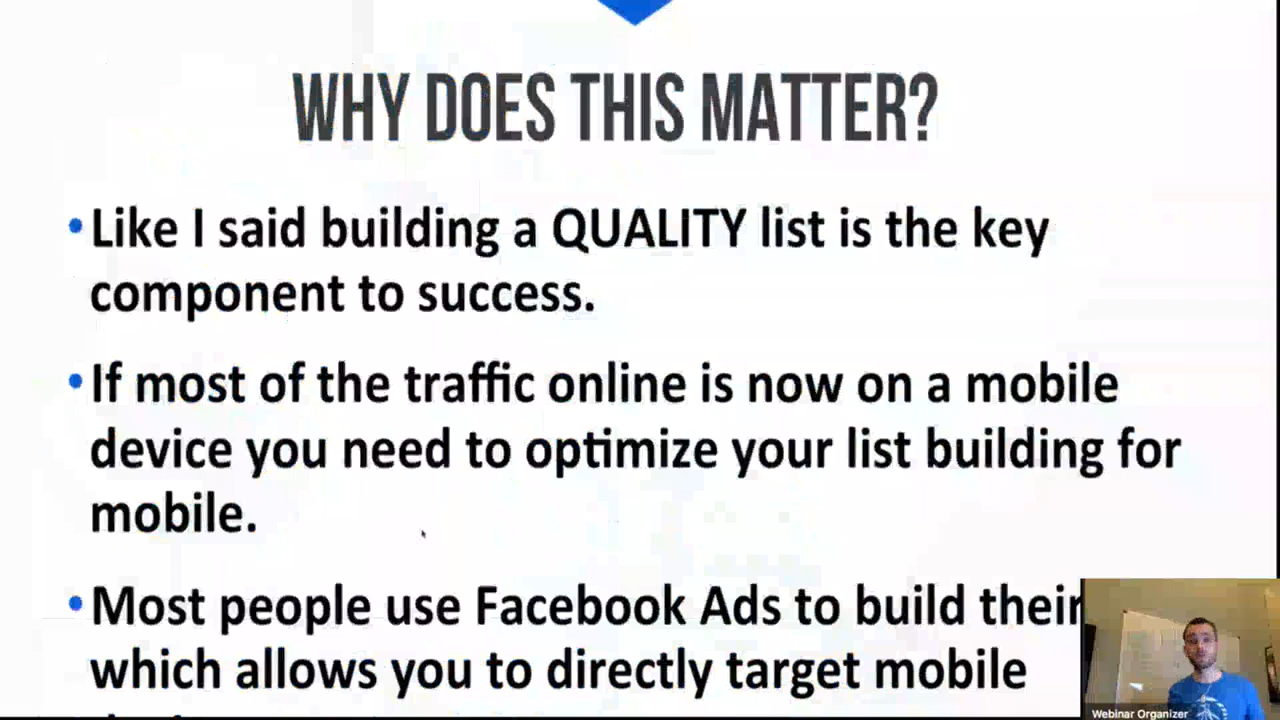 WHY DOES THIS MATTER?
•Like I said building a QUALITY list is the key
component to success.
•If most of the traffic online is now on a mobile
device you need to optimize your list building for
mobile.
•Most people use Facebook Ads to build their
which allows you to directly target mobile
Webinar Organizer